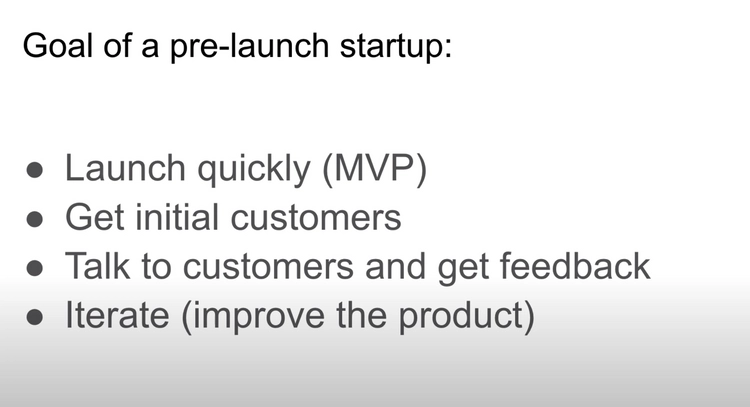 Goal of a pre-launch startup:
● Launch quickly (MVP)
● Get initial customers
● Talk to customers and get feedback
● Iterate (improve the product)